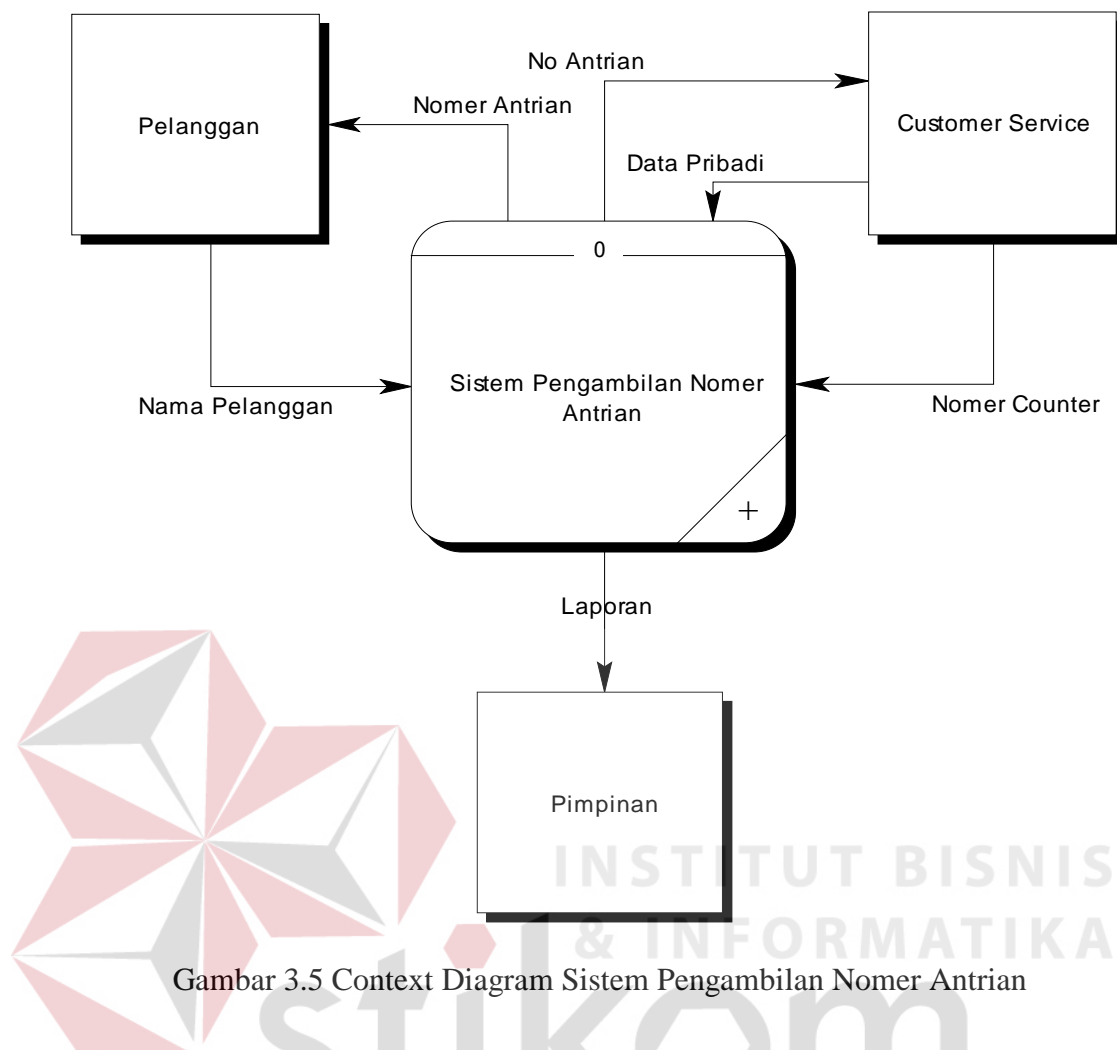 No Antrian
Nomer Antrian
Pelanggan
Customer Service
Data Pribadi
0
Sistem Pengambilan Nomer
Antrian
Nama Pelanggan
Nomer Counter
+
Laporan
Pimpinan
INSTITUT BISNIS
& INFORMATIKA
Gambar 3.5 Context Diagram Sistem Pengambilan Nomer Antrian
stikom